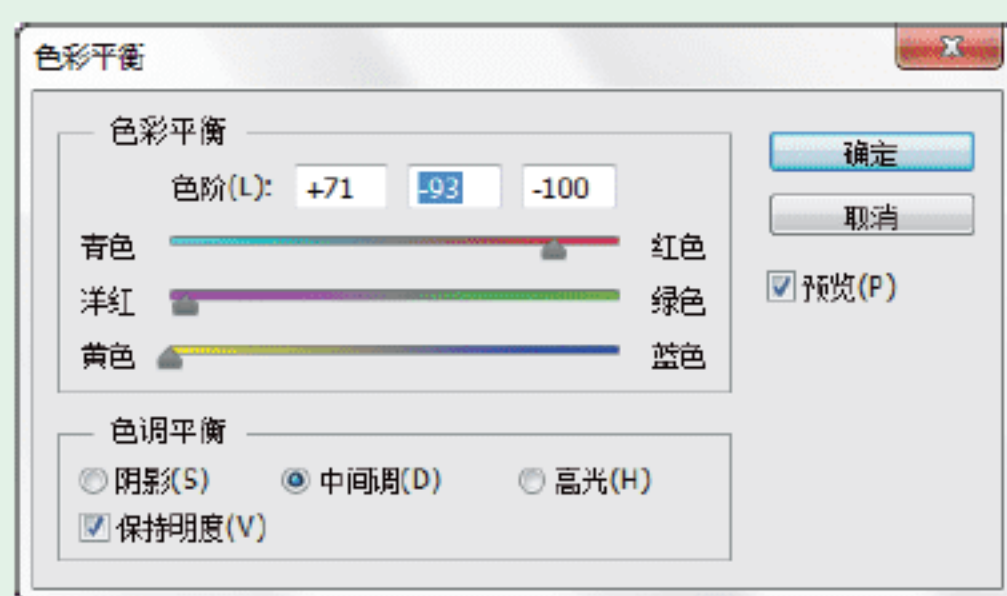 色彩平衡
色彩平衡
色阶(L): +71 -93 -100
青色 红色
洋红 绿色
黄色 蓝色
确定
取消
预览(P)
色调平衡
阴影(S) 中间调(D) 高光(H)
保持明度(V)